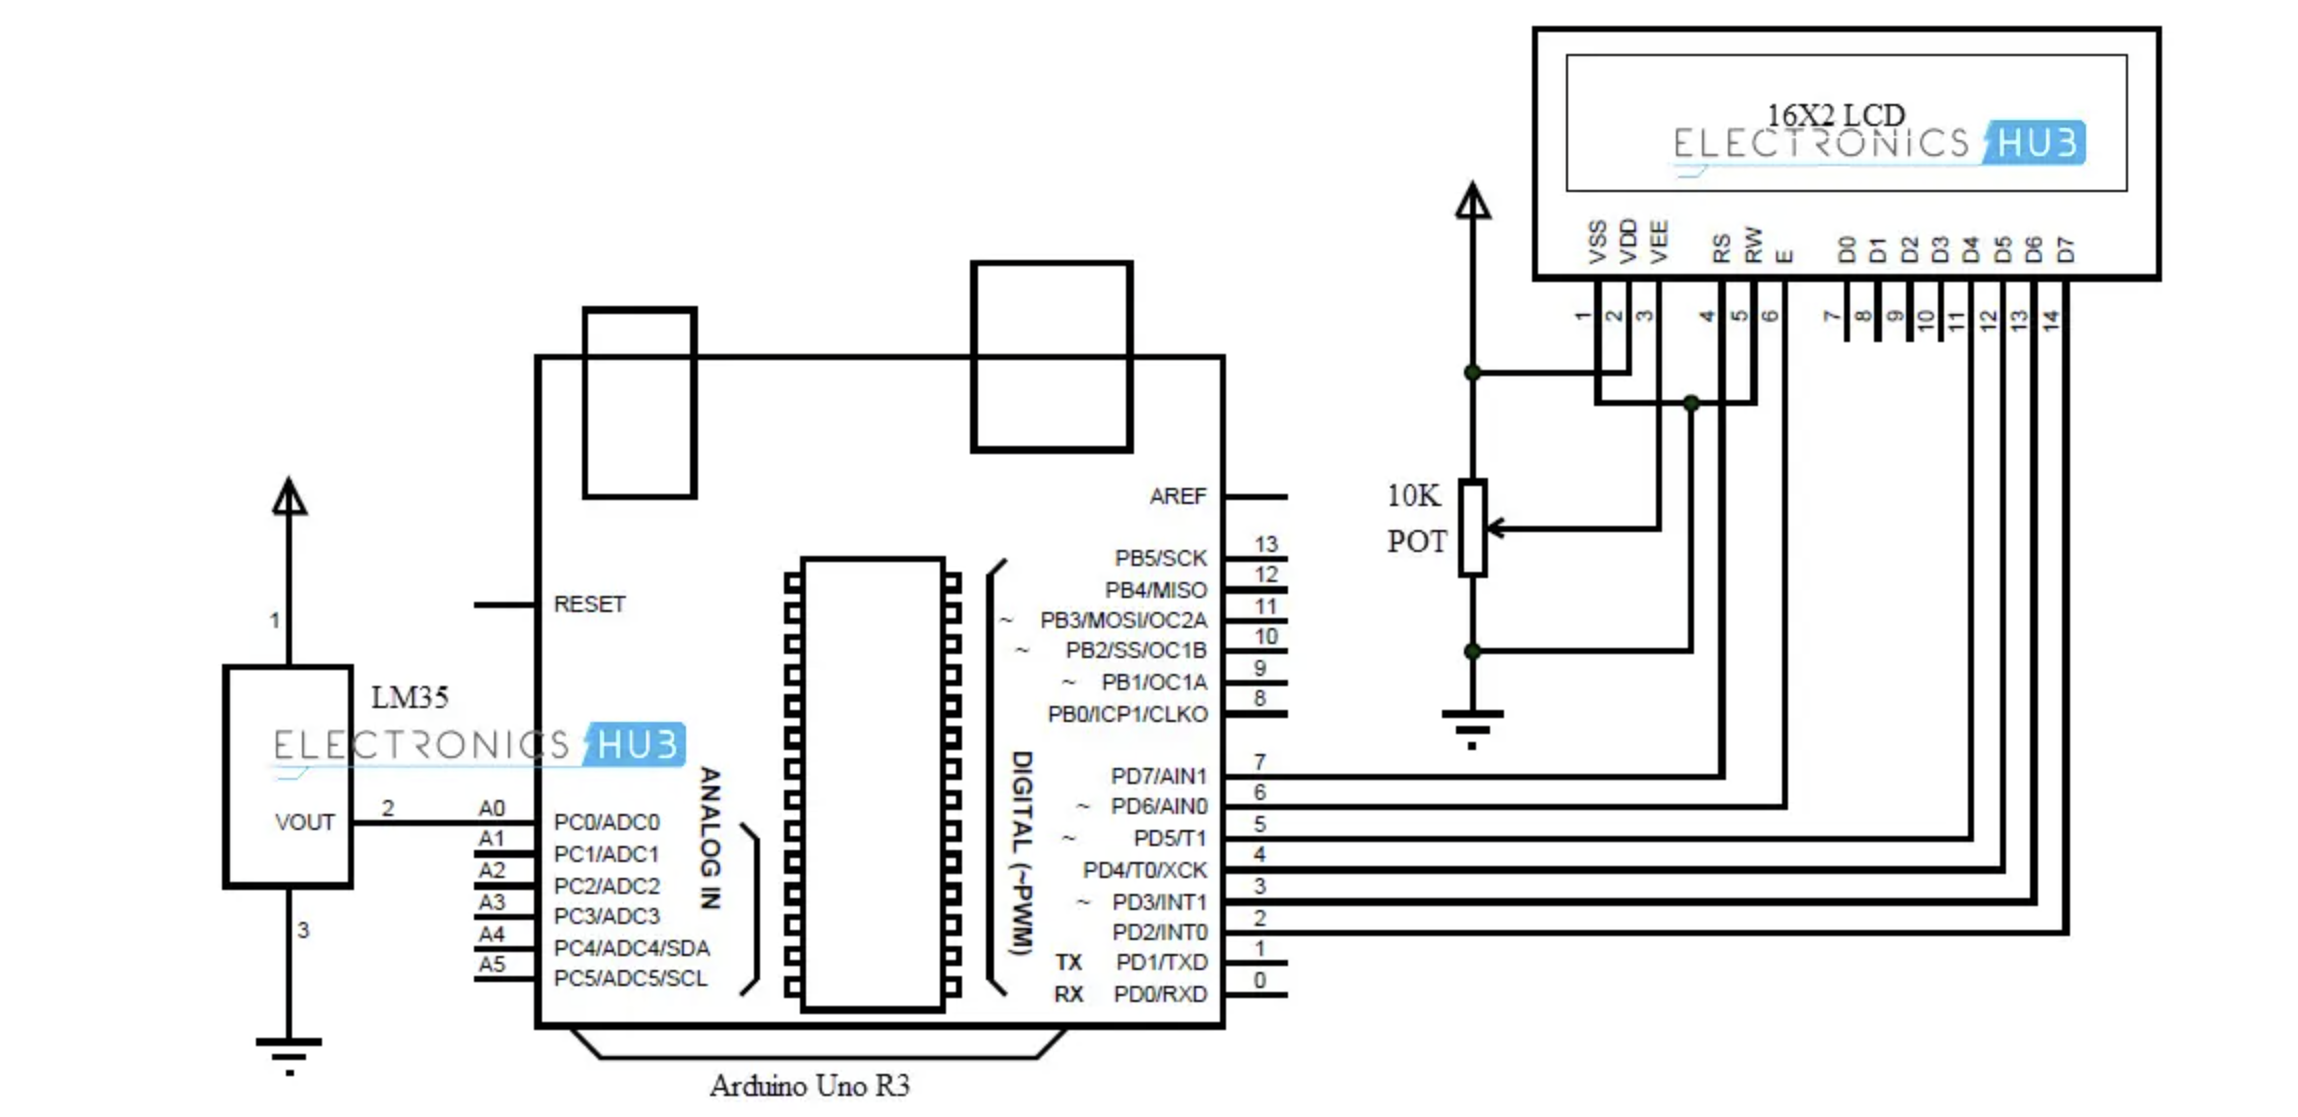 16X2 LCD
ELECTRONICS HUB
VSS
VDD
VEE
RS
RW
E
D0
D1
D2
D3
D4
D5
D6
D7
1
2
3
4
5
6
7
8
9
10
11
12
13
14
10K
POT
AREF
PB5/SCK 13
PB4/MISO 12
~ PB3/MOSI/OC2A 11
~ PB2/SS/OC1B 10
~ PB1/OC1A 9
PB0/ICP1/CLKO 8
PD7/AIN1 7
~ PD6/AIN0 6
~ PD5/T1 5
PD4/T0/XCK 4
~ PD3/INT1 3
PD2/INT0 2
TX PD1/TXD 1
RX PD0/RXD 0
DIGITAL (~PWM)
ANALOG IN
RESET
1
LM35
ELECTRONICS HUB
VOUT 2
A0 PC0/ADC0
A1 PC1/ADC1
A2 PC2/ADC2
A3 PC3/ADC3
A4 PC4/ADC4/SDA
A5 PC5/ADC5/SCL
3
Arduino Uno R3